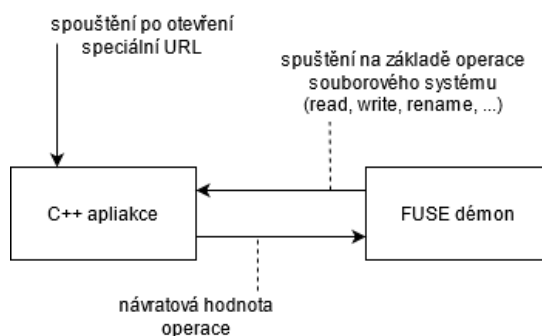 spouštění po otevření
speciální URL
spuštění na základě operace
souborového systému
(read, write, rename, ...)
C++ apliakce
FUSE démon
návratová hodnota
operace